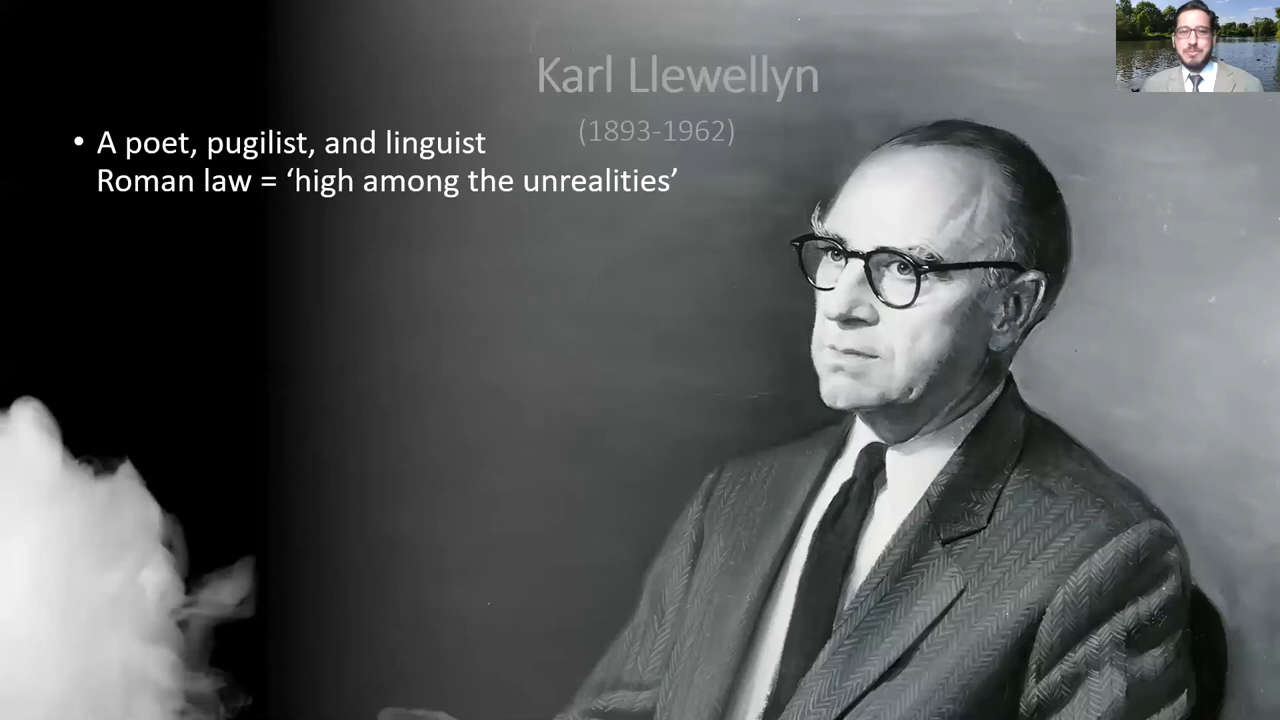 Karl Llewellyn
(1893-1962)
• A poet, pugilist, and linguist
Roman law = ‘high among the unrealities’